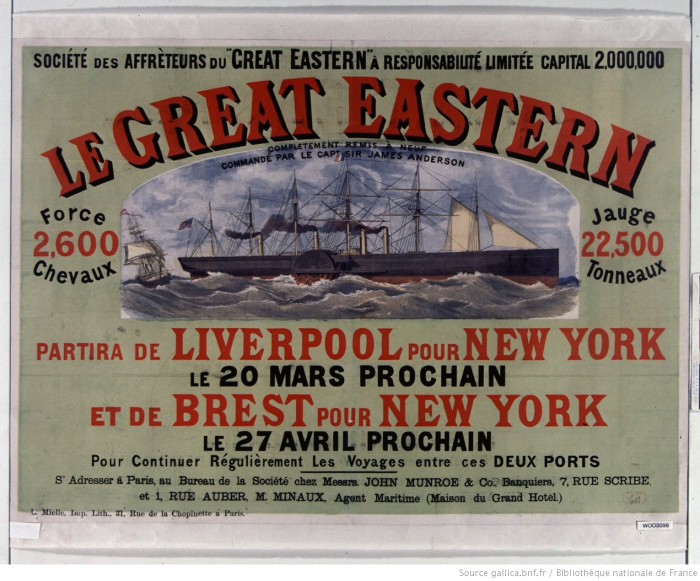 SOCIÉTÉ DES AFFRÈTEURS DU "GREAT EASTERN" À RESPONSABILITÉ LIMITÉE CAPITAL 2,000,000
LE GREAT EASTERN
COMPLETEMENT REMIS À NEUF
COMMANDÉ PAR LE CAPT SIR JAMES ANDERSON
Force
2,600
Chevaux
Jauge
22,500
Tonneaux
PARTIRA DE LIVERPOOL POUR NEW YORK
LE 20 MARS PROCHAIN
ET DE BREST POUR NEW YORK
LE 27 AVRIL PROCHAIN
Pour Continuer Régulièrement Les Voyages entre ces DEUX PORTS
S' Adresser à Paris, au Bureau de la Société chez Messrs. JOHN MUNROE & Co. Banquiers, 7, RUE SCRIBE,
et 1, RUE AUBER, M. MINAUX, Agent Maritime (Maison du Grand Hotel.)
L. Mielle, Imp. Lith., 31, Rue de la Chopinette à Paris.
WOOS098
Source gallica.bnf.fr / Bibliothèque nationale de France